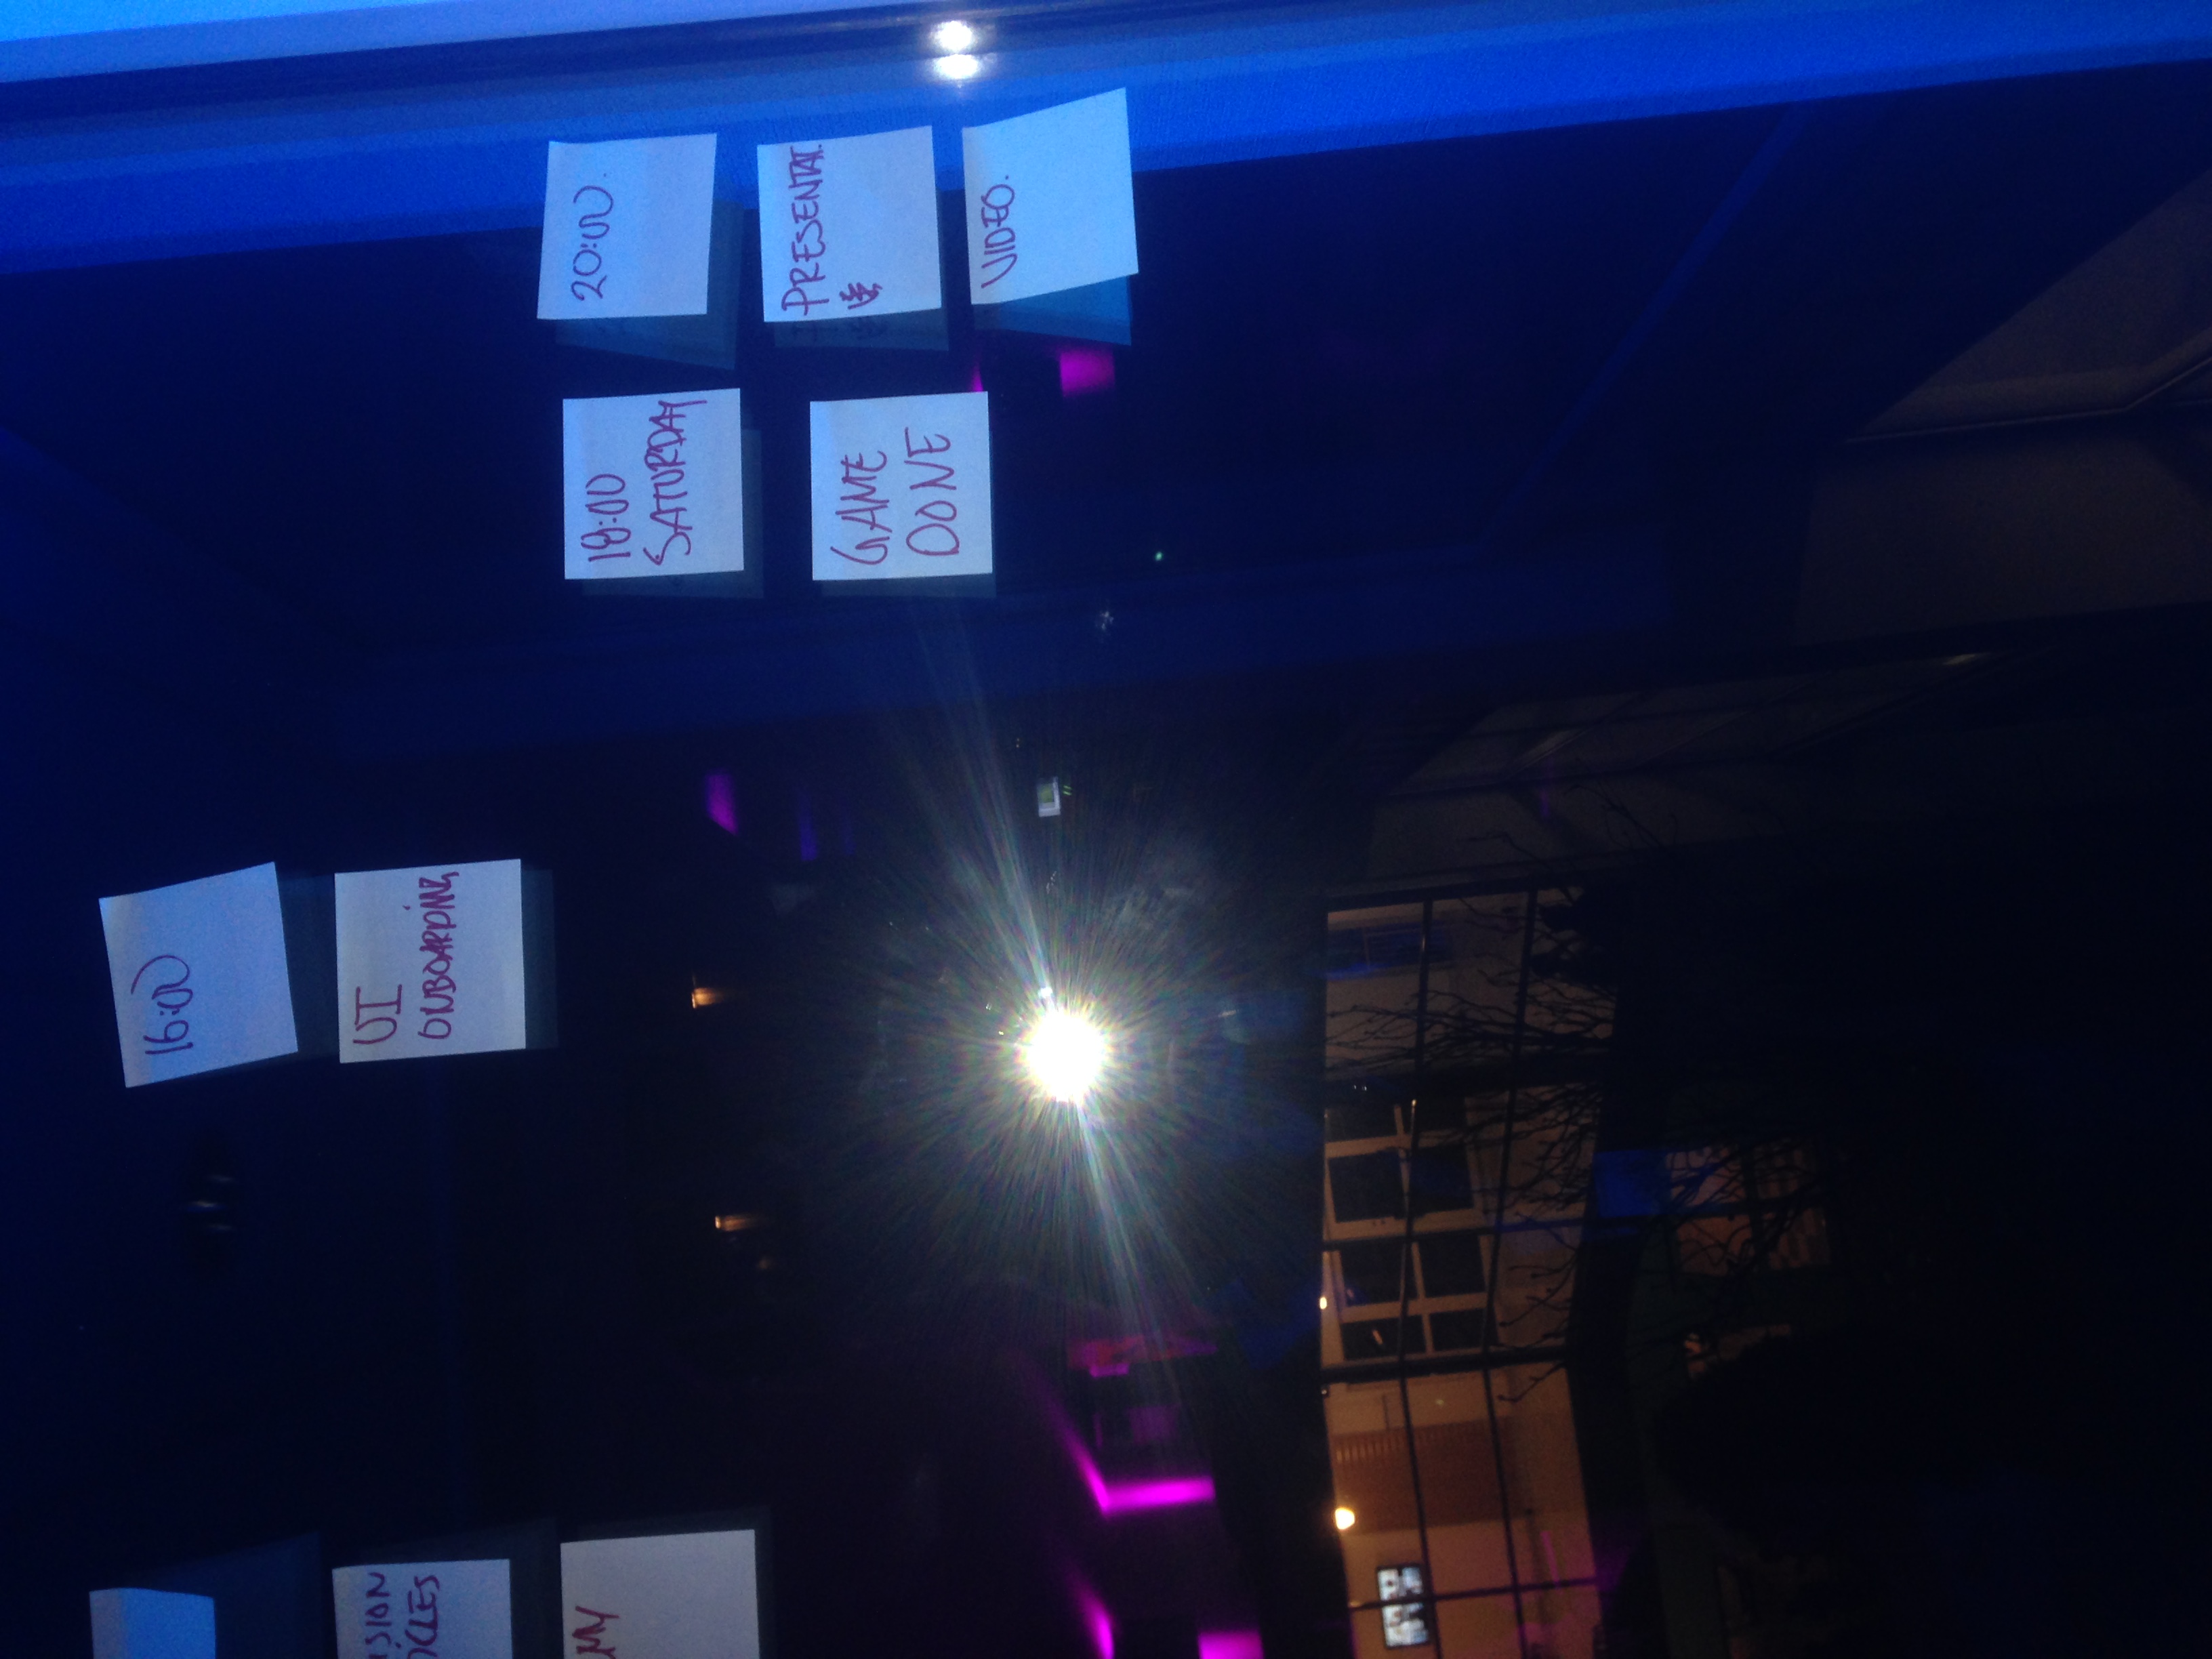 16:00
UI
ONBOARDING
18:00
SATURDAY
GAME
DONE
20:00.
PRESENTAT.
VIDEO.